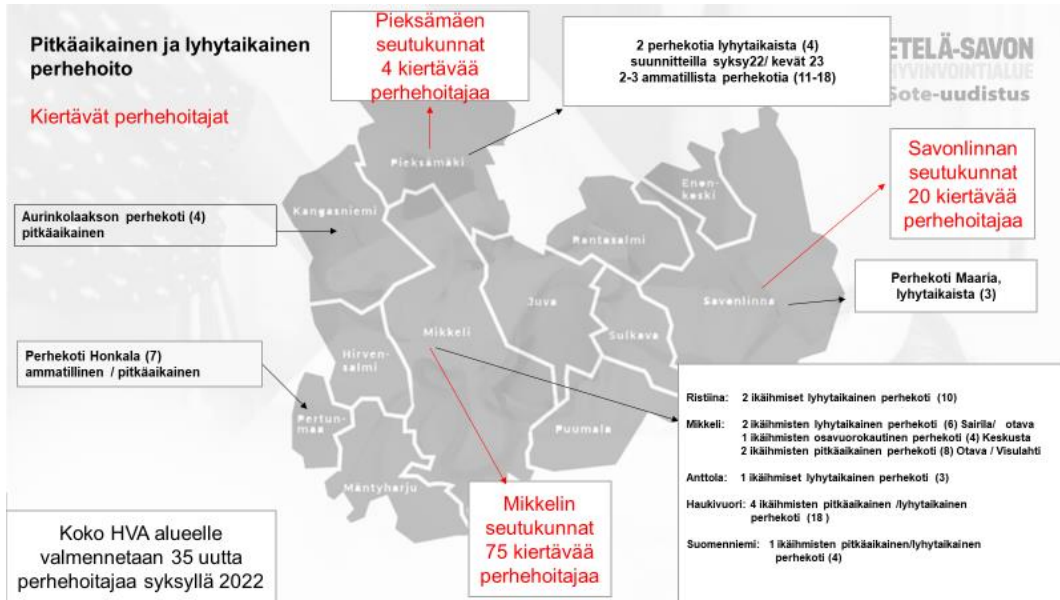 Pitkäaikainen ja lyhytaikainen
perhehoito
Kiertävät perhehoitajat
Pieksämäen
seutukunnat
4 kiertävää
perhehoitajaa
2 perhekotia lyhytaikaista (4)
suunnitteilla syksy22/ kevät 23
2-3 ammatillista perhekotia (11-18)
ETELÄ-SAVON
HYVINVOINTIALUE
Sote-uudistus
Savonlinnan
seutukunnat
20 kiertävää
perhehoitajaa
Aurinkolaakson perhekoti (4)
pitkäaikainen
Perhekoti Maaria,
lyhytaikaista (3)
Perhekoti Honkala (7)
ammatillinen / pitkäaikainen
Pieksämäki
Kangasniemi
Enon-
koski
Rantasalmi
Savonlinna
Juva
Sulkava
Mikkeli
Hirven-
salmi
Pertun-
maa
Puumala
Mäntyharju
Ristiina: 2 ikäihmiset lyhytaikainen perhekoti (10)
Mikkeli: 2 ikäihmisten lyhytaikainen perhekoti (6) Sairila/ otava
1 ikäihmisten osavuorokautinen perhekoti (4) Keskusta
2 ikäihmisten pitkäaikainen perhekoti (8) Otava / Visulahti
Anttola: 1 ikäihmiset lyhytaikainen perhekoti (3)
Haukivuori: 4 ikäihmisten pitkäaikainen /lyhytaikainen
perhekoti (18 )
Suomenniemi: 1 ikäihmisten pitkäaikainen/lyhytaikainen
perhekoti (4)
Mikkelin
seutukunnat
75 kiertävää
perhehoitajaa
Koko HVA alueelle
valmennetaan 35 uutta
perhehoitajaa syksyllä 2022